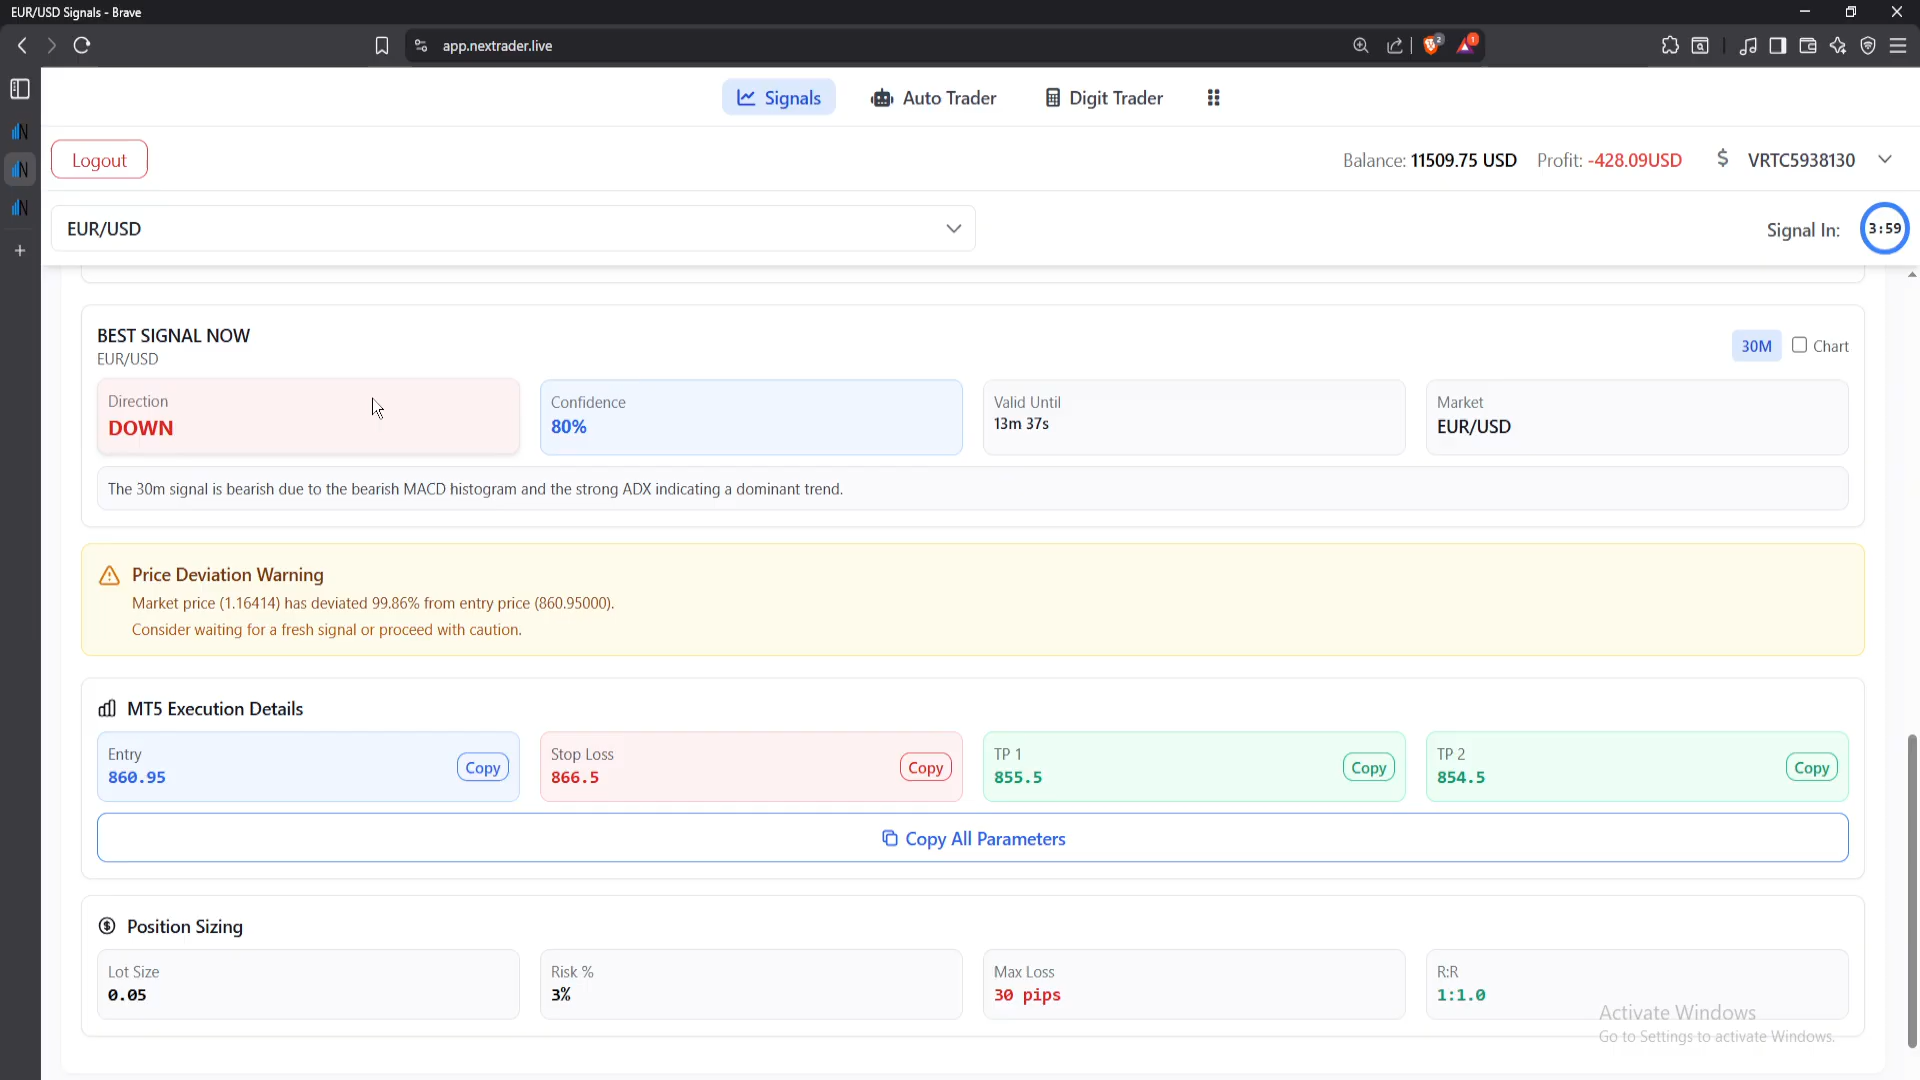 EUR/USD Signals - Brave
app.nextrader.live
2
1
Signals
Auto Trader
Digit Trader
Logout
Balance: 11509.75 USD
Profit: -428.09USD
$ VRTC5938130
EUR/USD
Signal In:
3:59
BEST SIGNAL NOW
EUR/USD
30M
Chart
Direction
DOWN
Confidence
80%
Valid Until
13m 37s
Market
EUR/USD
The 30m signal is bearish due to the bearish MACD histogram and the strong ADX indicating a dominant trend.
Price Deviation Warning
Market price (1.16414) has deviated 99.86% from entry price (860.95000).
Consider waiting for a fresh signal or proceed with caution.
MT5 Execution Details
Entry
860.95
Copy
Stop Loss
866.5
Copy
TP 1
855.5
Copy
TP 2
854.5
Copy
Copy All Parameters
Position Sizing
Lot Size
0.05
Risk %
3%
Max Loss
30 pips
R:R
1:1.0
Activate Windows
Go to Settings to activate Windows.